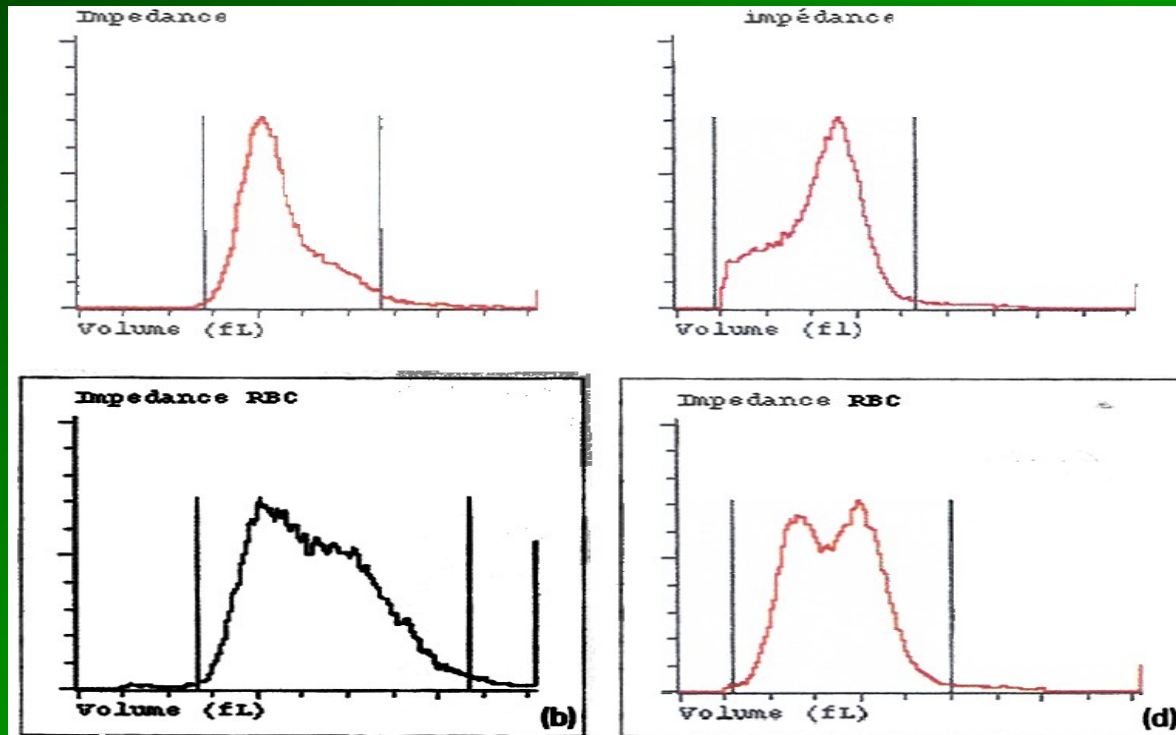 Impedance
impédance
Volume (fL)
Volume (fl)
Impedance RBC
Impedance RBC
Volume (fL)
(b)
Volume (fL)
(d)